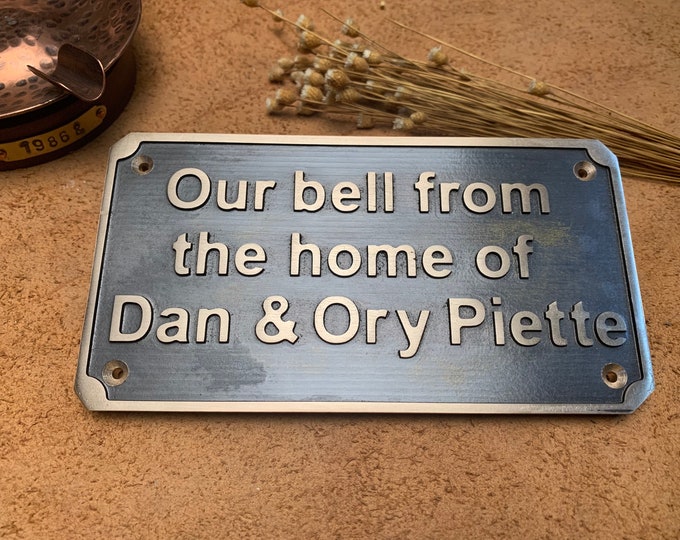 1986 &
Our bell from
the home of
Dan & Ory Piette